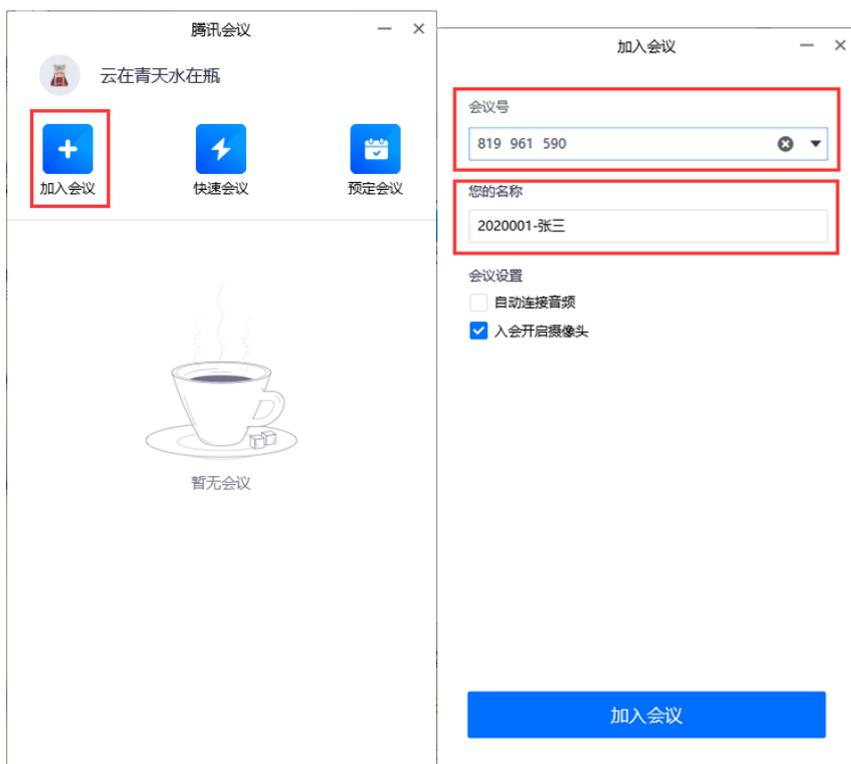 腾讯会议
云在青天水在瓶
加入会议
快速会议
预定会议
暂无会议
加入会议
会议号
819 961 590
您的名称
2020001-张三
会议设置
自动连接音频
入会开启摄像头
加入会议